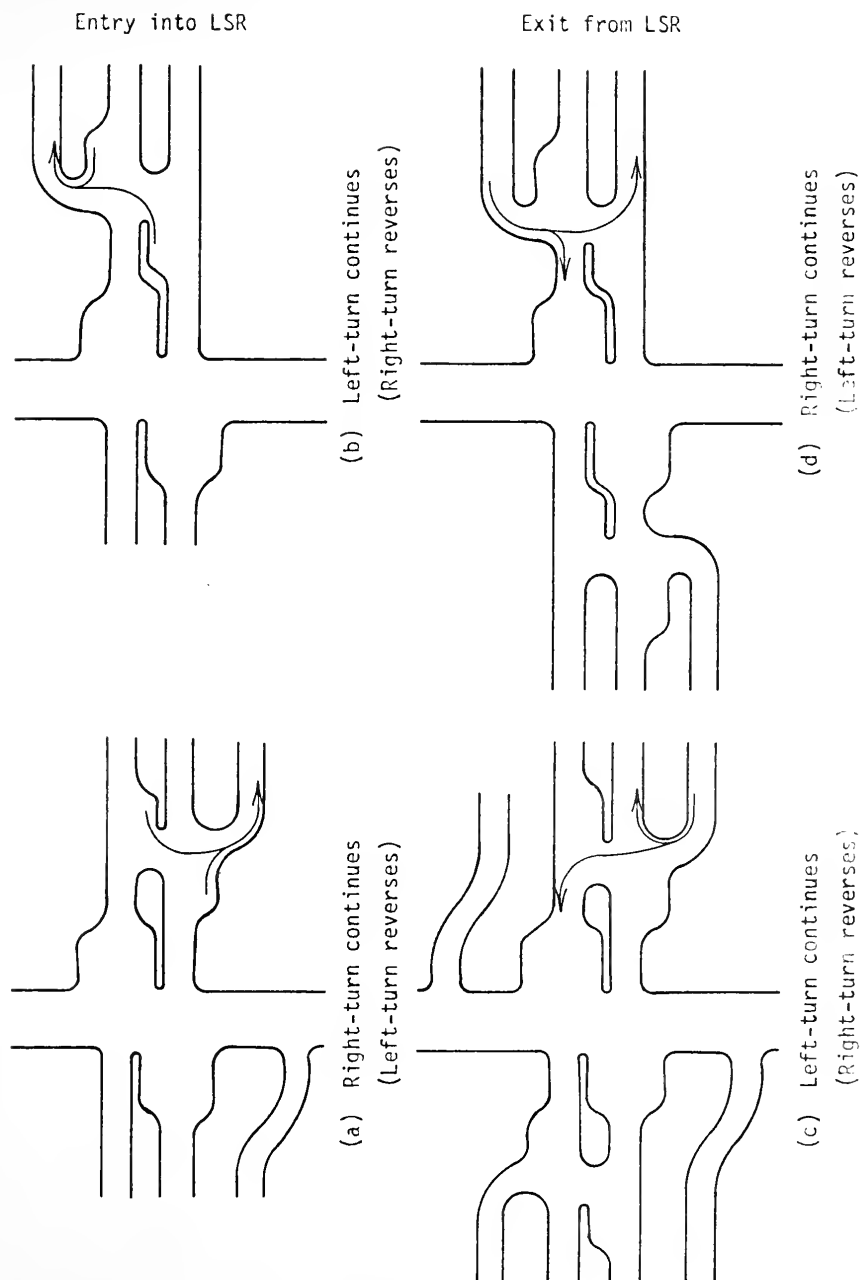 Entry into LSR
Exit from LSR
(b) Left-turn continues
(Right-turn reverses)
(d) Right-turn continues
(Left-turn reverses)
(a) Right-turn continues
(Left-turn reverses)
(c) Left-turn continues
(Right-turn reverses)